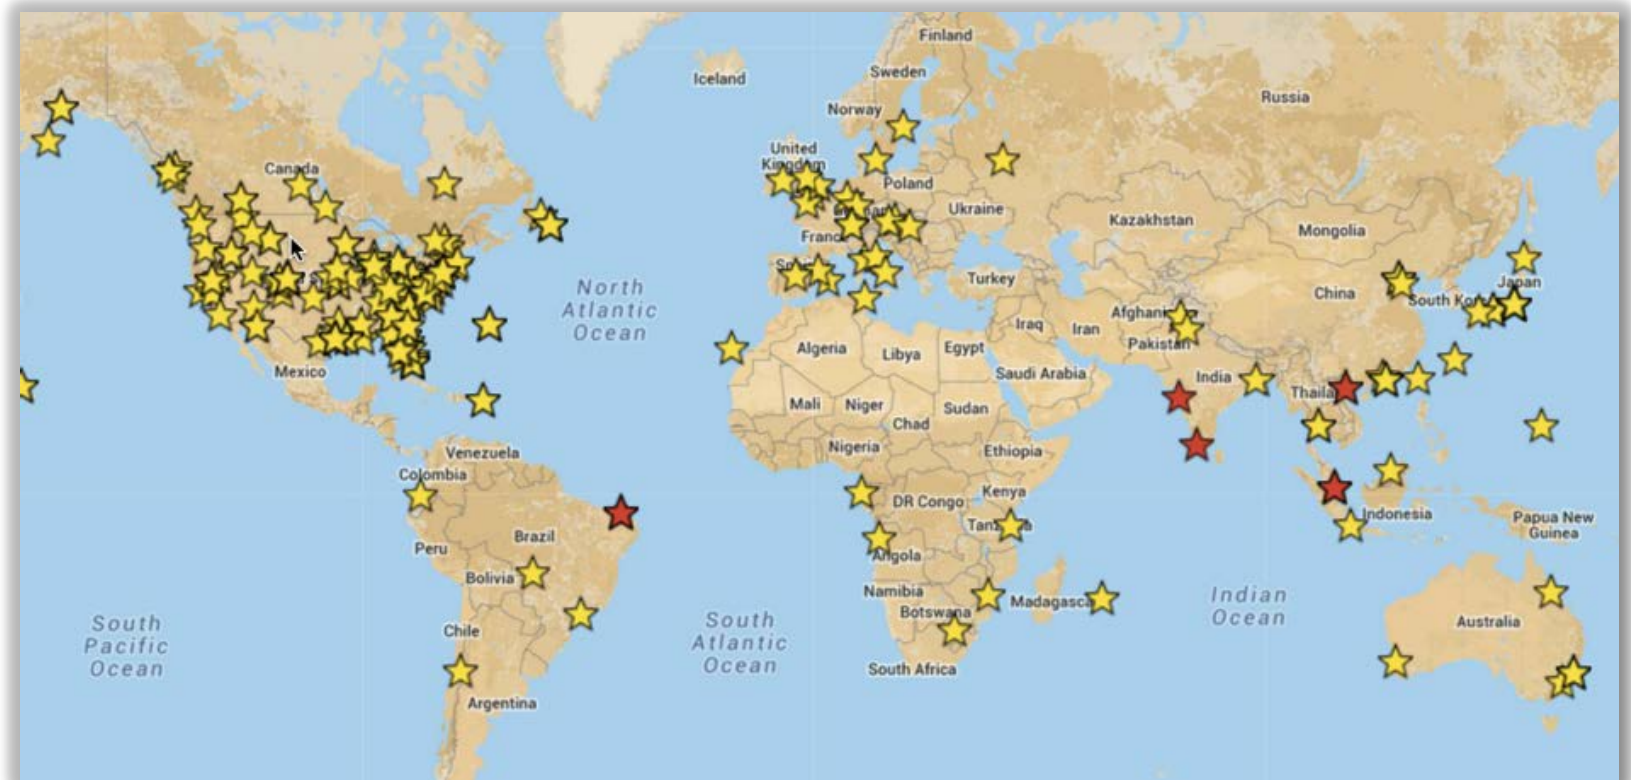 Finland
Iceland
Sweden
Russia
Norway
United
Kingdom
Canada
Poland
Ukraine
Kazakhstan
Mongolia
Turkey
Japan
China
North
Atlantic
Ocean
Iraq
Iran
Pakistan
Algeria
Libya
Egypt
Mexico
Saudi Arabia
India
Mali
Niger
Sudan
Chad
Nigeria
Ethiopia
Venezuela
Colombia
Kenya
DR Congo
Indonesia
Papua New
Guinea
Brazil
Peru
Angola
Bolivia
Namibia
Botswana
Indian
Ocean
South
Pacific
Ocean
South
Atlantic
Ocean
Chile
Australia
South Africa
Argentina